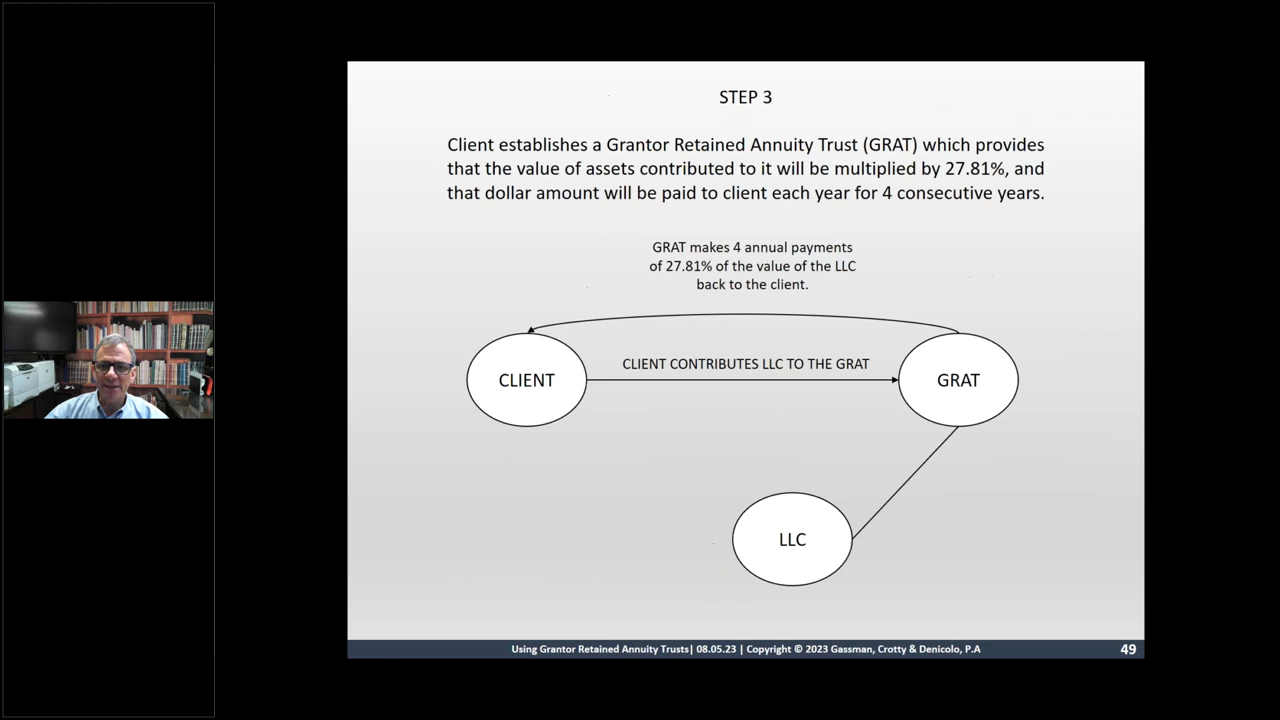 STEP 3
Client establishes a Grantor Retained Annuity Trust (GRAT) which provides
that the value of assets contributed to it will be multiplied by 27.81%, and
that dollar amount will be paid to client each year for 4 consecutive years.
GRAT makes 4 annual payments
of 27.81% of the value of the LLC
back to the client.
CLIENT CONTRIBUTES LLC TO THE GRAT
CLIENT
GRAT
LLC
Using Grantor Retained Annuity Trusts| 08.05.23 | Copyright © 2023 Gassman, Crotty & Denicolo, P.A
49